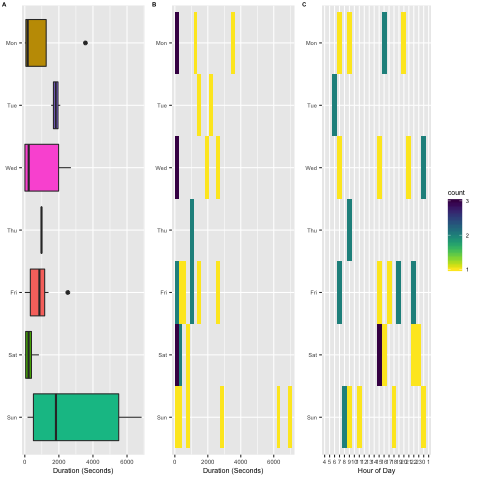 A
B
C
Mon
Tue
Wed
Thu
Fri
Sat
Sun
0
2000
4000
6000
Duration (Seconds)
Mon
Tue
Wed
Thu
Fri
Sat
Sun
0
2000
4000
6000
Duration (Seconds)
Mon
Tue
Wed
Thu
Fri
Sat
Sun
4 5 6 7 8 9
Hour of Day
count
3
2
1